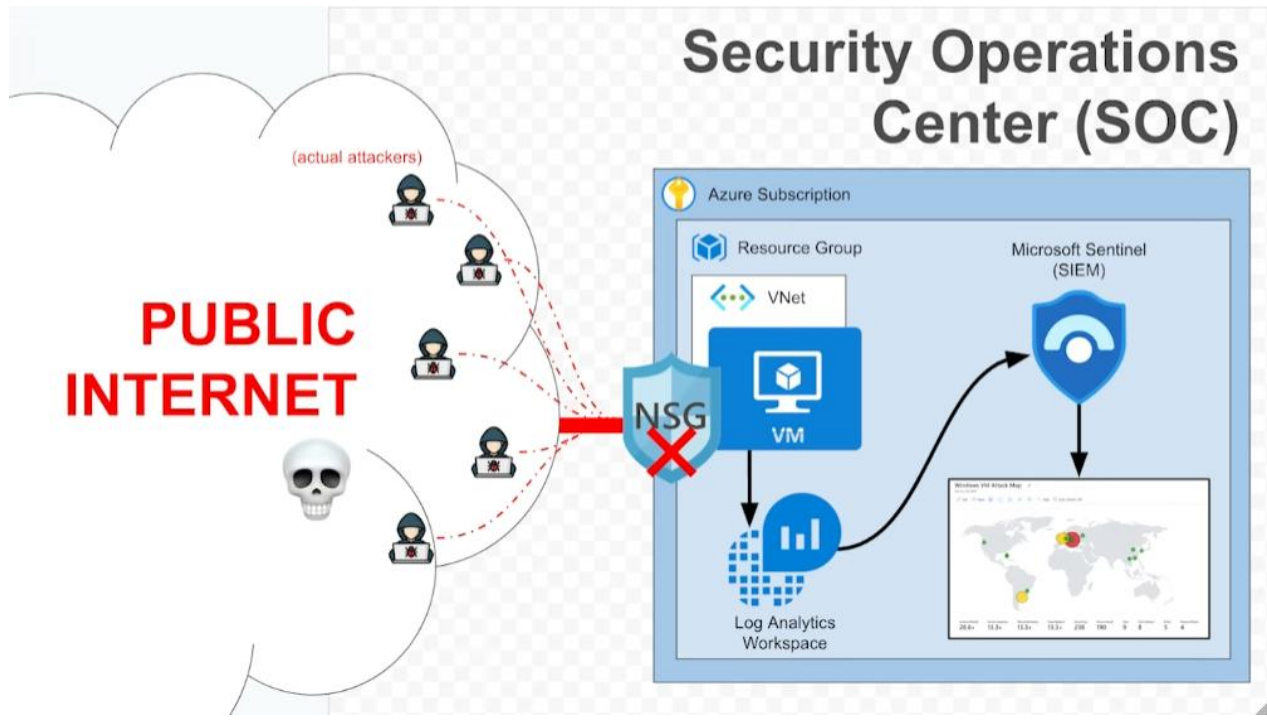 Security Operations
Center (SOC)
(actual attackers)
PUBLIC
INTERNET
Azure Subscription
Resource Group
VNet
NSG
VM
Microsoft Sentinel
(SIEM)
Log Analytics
Workspace
Windows VM Attack Map